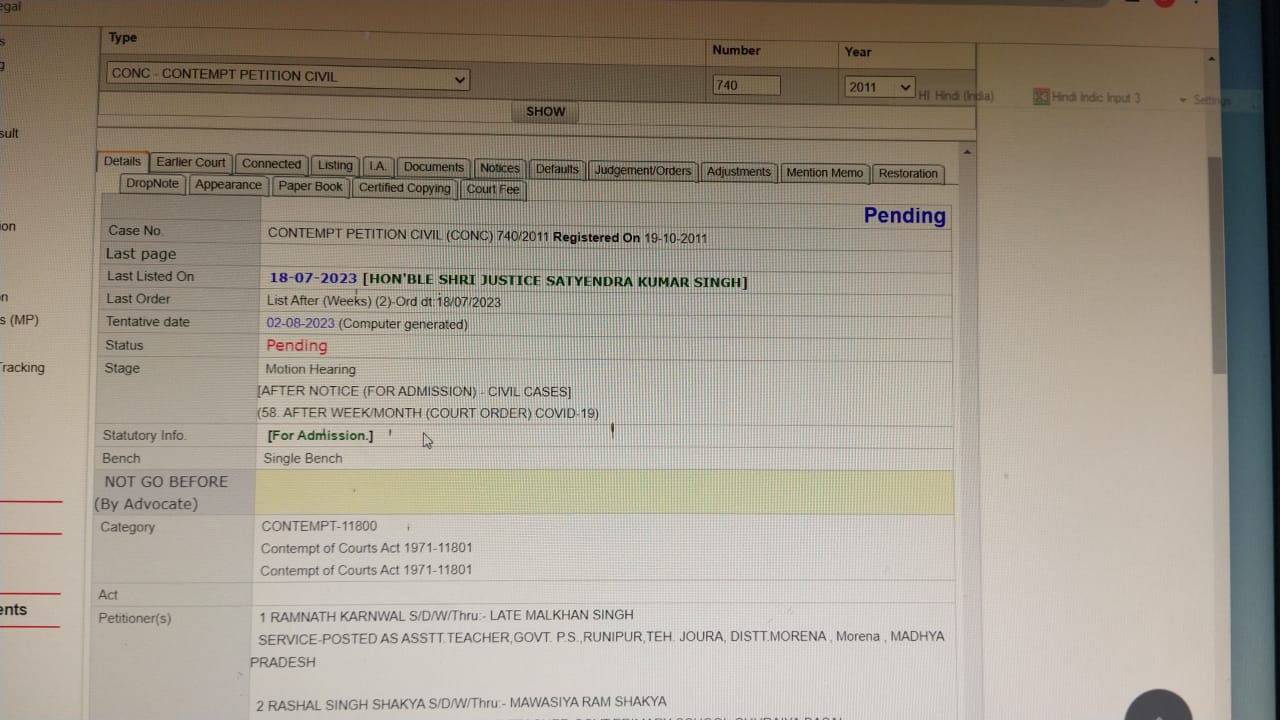 egal
Type
Number
Year
CONC - CONTEMPT PETITION CIVIL
740
2011
HI Hindi (India)
Hindi Indic Input 3
Settings
SHOW
sult
Details
Earlier Court
Connected
Listing
I.A.
Documents
Notices
Defaults
Judgement/Orders
Adjustments
Mention Memo
Restoration
DropNote
Appearance
Paper Book
Certified Copying
Court Fee
Pending
ion
Case No. CONTEMPT PETITION CIVIL (CONC) 740/2011 Registered On 19-10-2011
Last page
Last Listed On 18-07-2023 [HON'BLE SHRI JUSTICE SATYENDRA KUMAR SINGH]
n
Last Order List After (Weeks) (2)-Ord dt:18/07/2023
s (MP)
Tentative date 02-08-2023 (Computer generated)
Status Pending
racking
Stage Motion Hearing
[AFTER NOTICE (FOR ADMISSION) - CIVIL CASES]
(58. AFTER WEEK/MONTH (COURT ORDER) COVID-19)
Statutory Info. [For Admission.]
Bench Single Bench
NOT GO BEFORE
(By Advocate)
Category CONTEMPT-11800
Contempt of Courts Act 1971-11801
Contempt of Courts Act 1971-11801
Act
ents
Petitioner(s) 1 RAMNATH KARNWAL S/D/W/Thru:- LATE MALKHAN SINGH
SERVICE-POSTED AS ASSTT.TEACHER,GOVT. P.S.,RUNIPUR,TEH. JOURA, DISTT.MORENA , Morena , MADHYA
PRADESH
2 RASHAL SINGH SHAKYA S/D/W/Thru:- MAWASIYA RAM SHAKYA